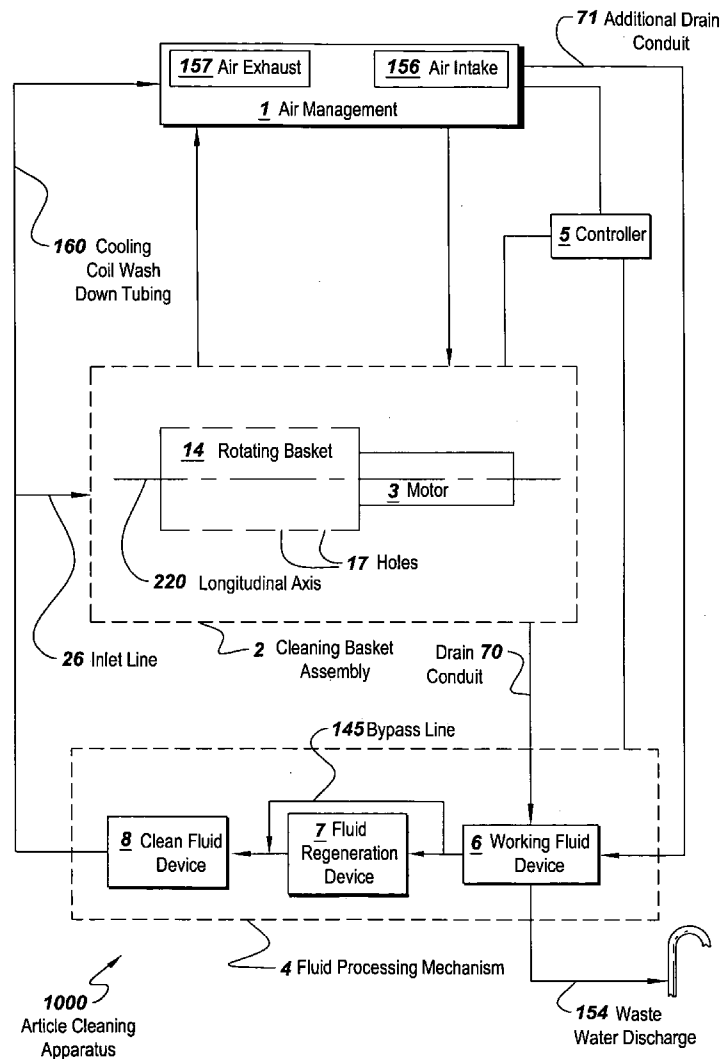 71 Additional Drain
Conduit
157 Air Exhaust
156 Air Intake
1 Air Management
5 Controller
160 Cooling
Coil Wash
Down Tubing
14 Rotating Basket
3 Motor
17 Holes
220 Longitudinal Axis
26 Inlet Line
2 Cleaning Basket
Assembly
Drain 70
Conduit
145 Bypass Line
8 Clean Fluid
Device
7 Fluid
Regeneration
Device
6 Working Fluid
Device
4 Fluid Processing Mechanism
1000
Article Cleaning
Apparatus
154 Waste
Water Discharge